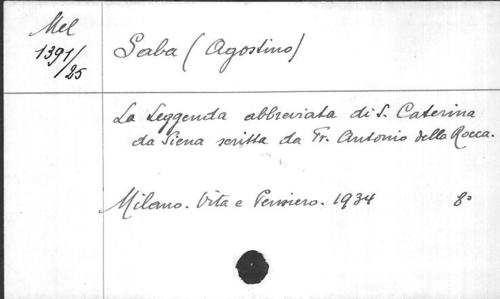 Mel
1391/25
Saba (Agostino)
La Leggenda abbreviata di S. Caterina
da Siena scritta da Fr. Antonio della Rocca.
Milano. Vita e Pensiero. 1934 8°